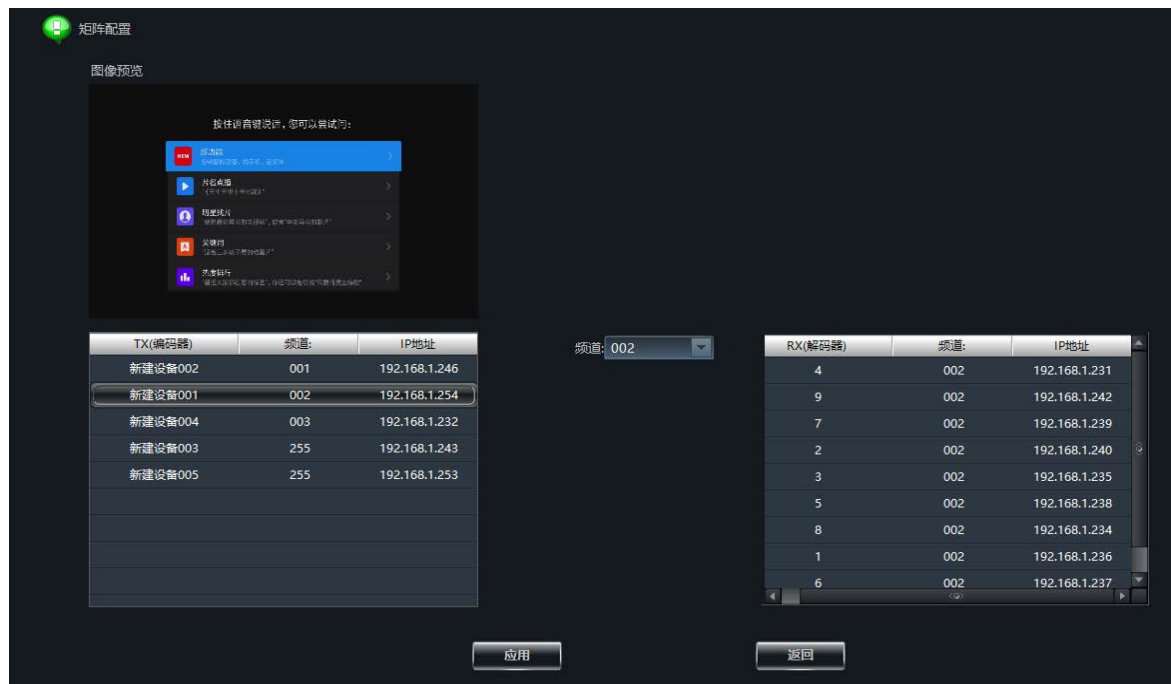 矩阵配置
图像预览
按住语音键说话，您可以尝试问：
NEW 新功能
片名点播
明星找片
关键词
热度排行
TX(编码器) 频道: IP地址
新建设备002 001 192.168.1.246
新建设备001 002 192.168.1.254
新建设备004 003 192.168.1.232
新建设备003 255 192.168.1.243
新建设备005 255 192.168.1.253
频道: 002
RX(解码器) 频道: IP地址
4 002 192.168.1.231
9 002 192.168.1.242
7 002 192.168.1.239
2 002 192.168.1.240
3 002 192.168.1.235
5 002 192.168.1.238
8 002 192.168.1.234
1 002 192.168.1.236
6 002 192.168.1.237
应用 返回